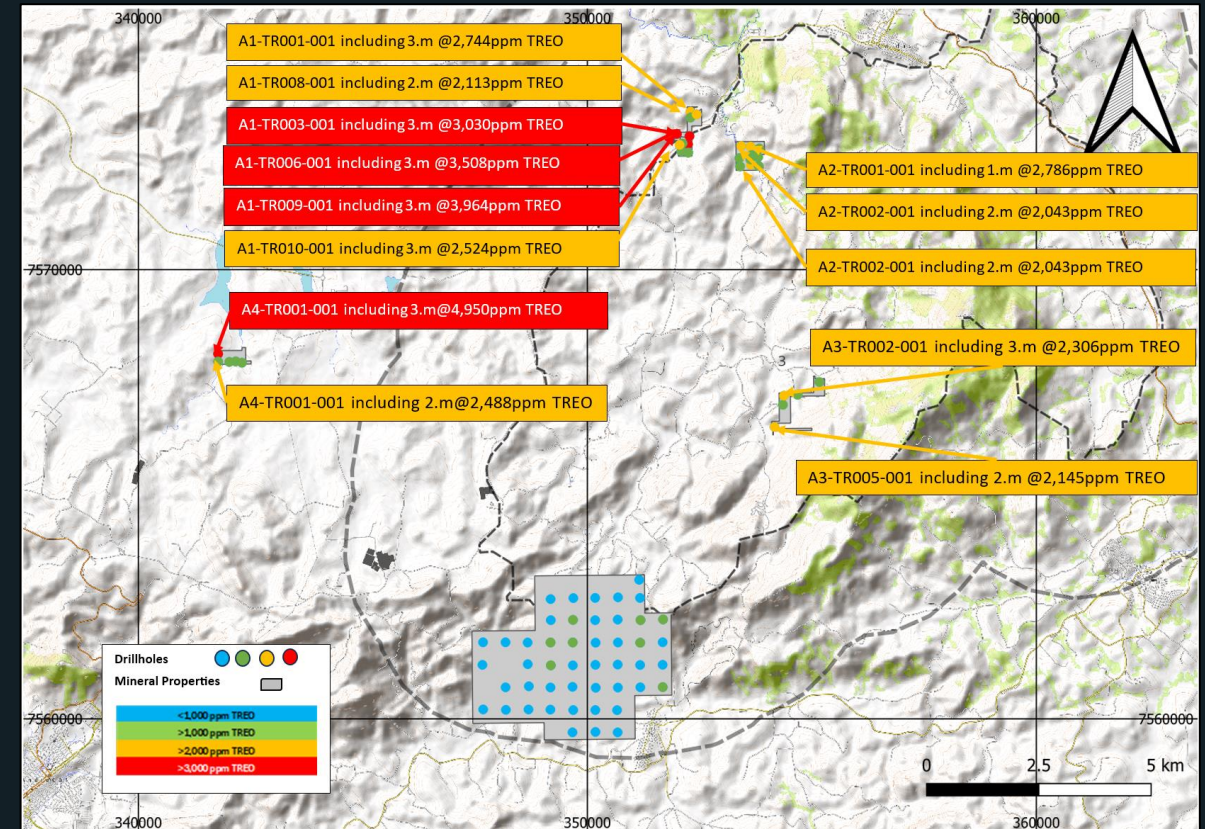 340000
350000
360000
A1-TR001-001 including 3.m @2,744ppm TREO
A1-TR008-001 including 2.m @2,113ppm TREO
A1-TR003-001 including 3.m @3,030ppm TREO
A1-TR006-001 including 3.m @3,508ppm TREO
A1-TR009-001 including 3.m @3,964ppm TREO
A1-TR010-001 including 3.m @2,524ppm TREO
A2-TR001-001 including 1.m @2,786ppm TREO
A2-TR002-001 including 2.m @2,043ppm TREO
A2-TR002-001 including 2.m @2,043ppm TREO
7570000
A4-TR001-001 including 3.m@4,950ppm TREO
A4-TR001-001 including 2.m@2,488ppm TREO
A3-TR002-001 including 3.m @2,306ppm TREO
3
A3-TR005-001 including 2.m @2,145ppm TREO
Drillholes
Mineral Properties
<1,000 ppm TREO
>1,000 ppm TREO
>2,000 ppm TREO
>3,000 ppm TREO
7560000
7560000
0 2.5 5 km
340000
350000
360000